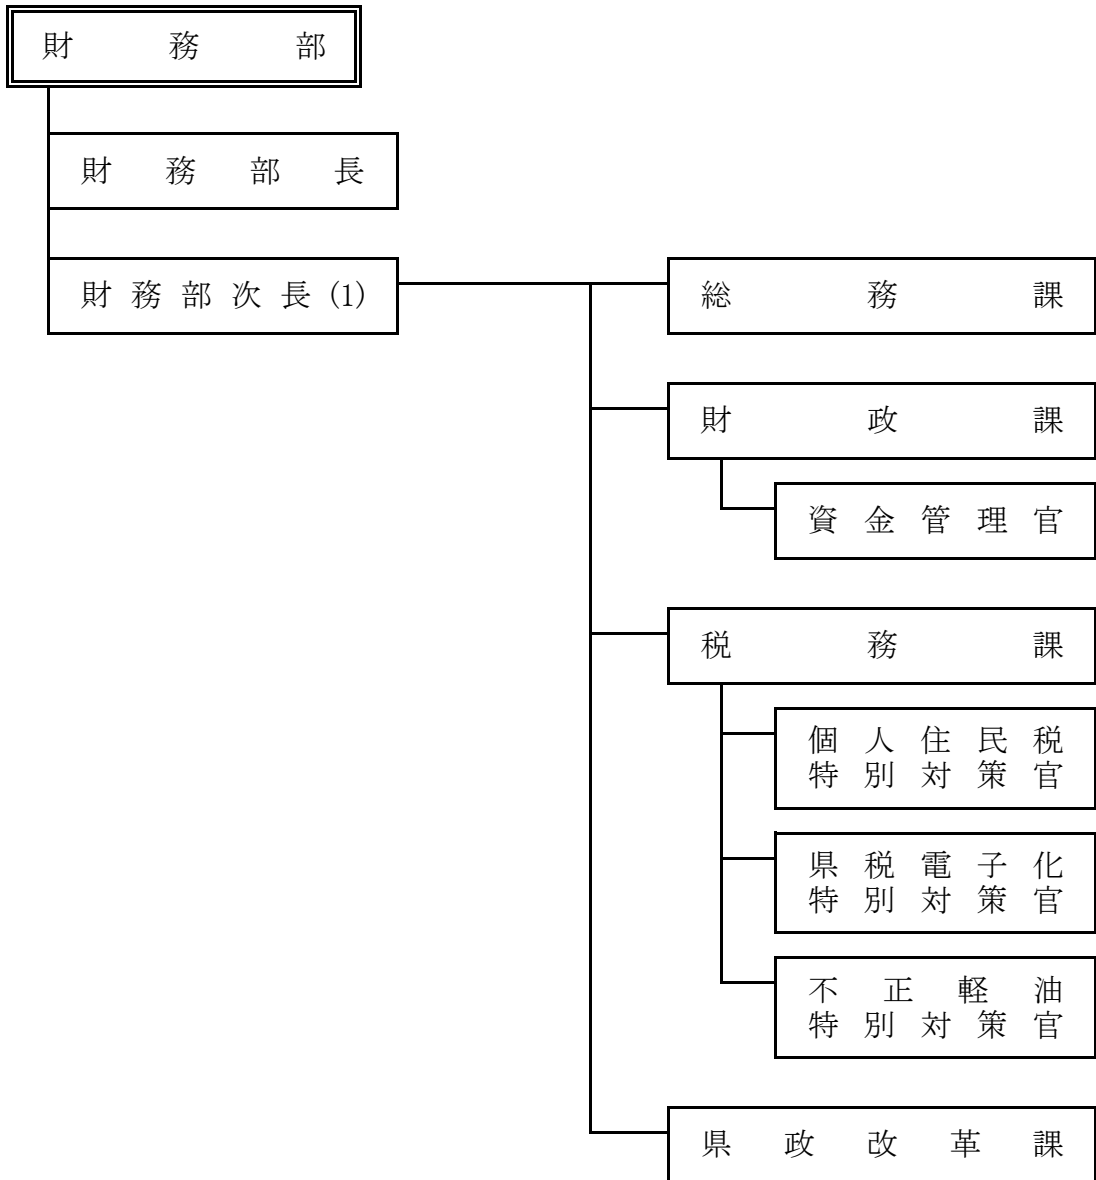 財務部
財務部長
財務部次長(1)
総務課
財政課
資金管理官
税務課
個人住民税
特別対策官
県税電子化
特別対策官
不正軽油
特別対策官
県政改革課